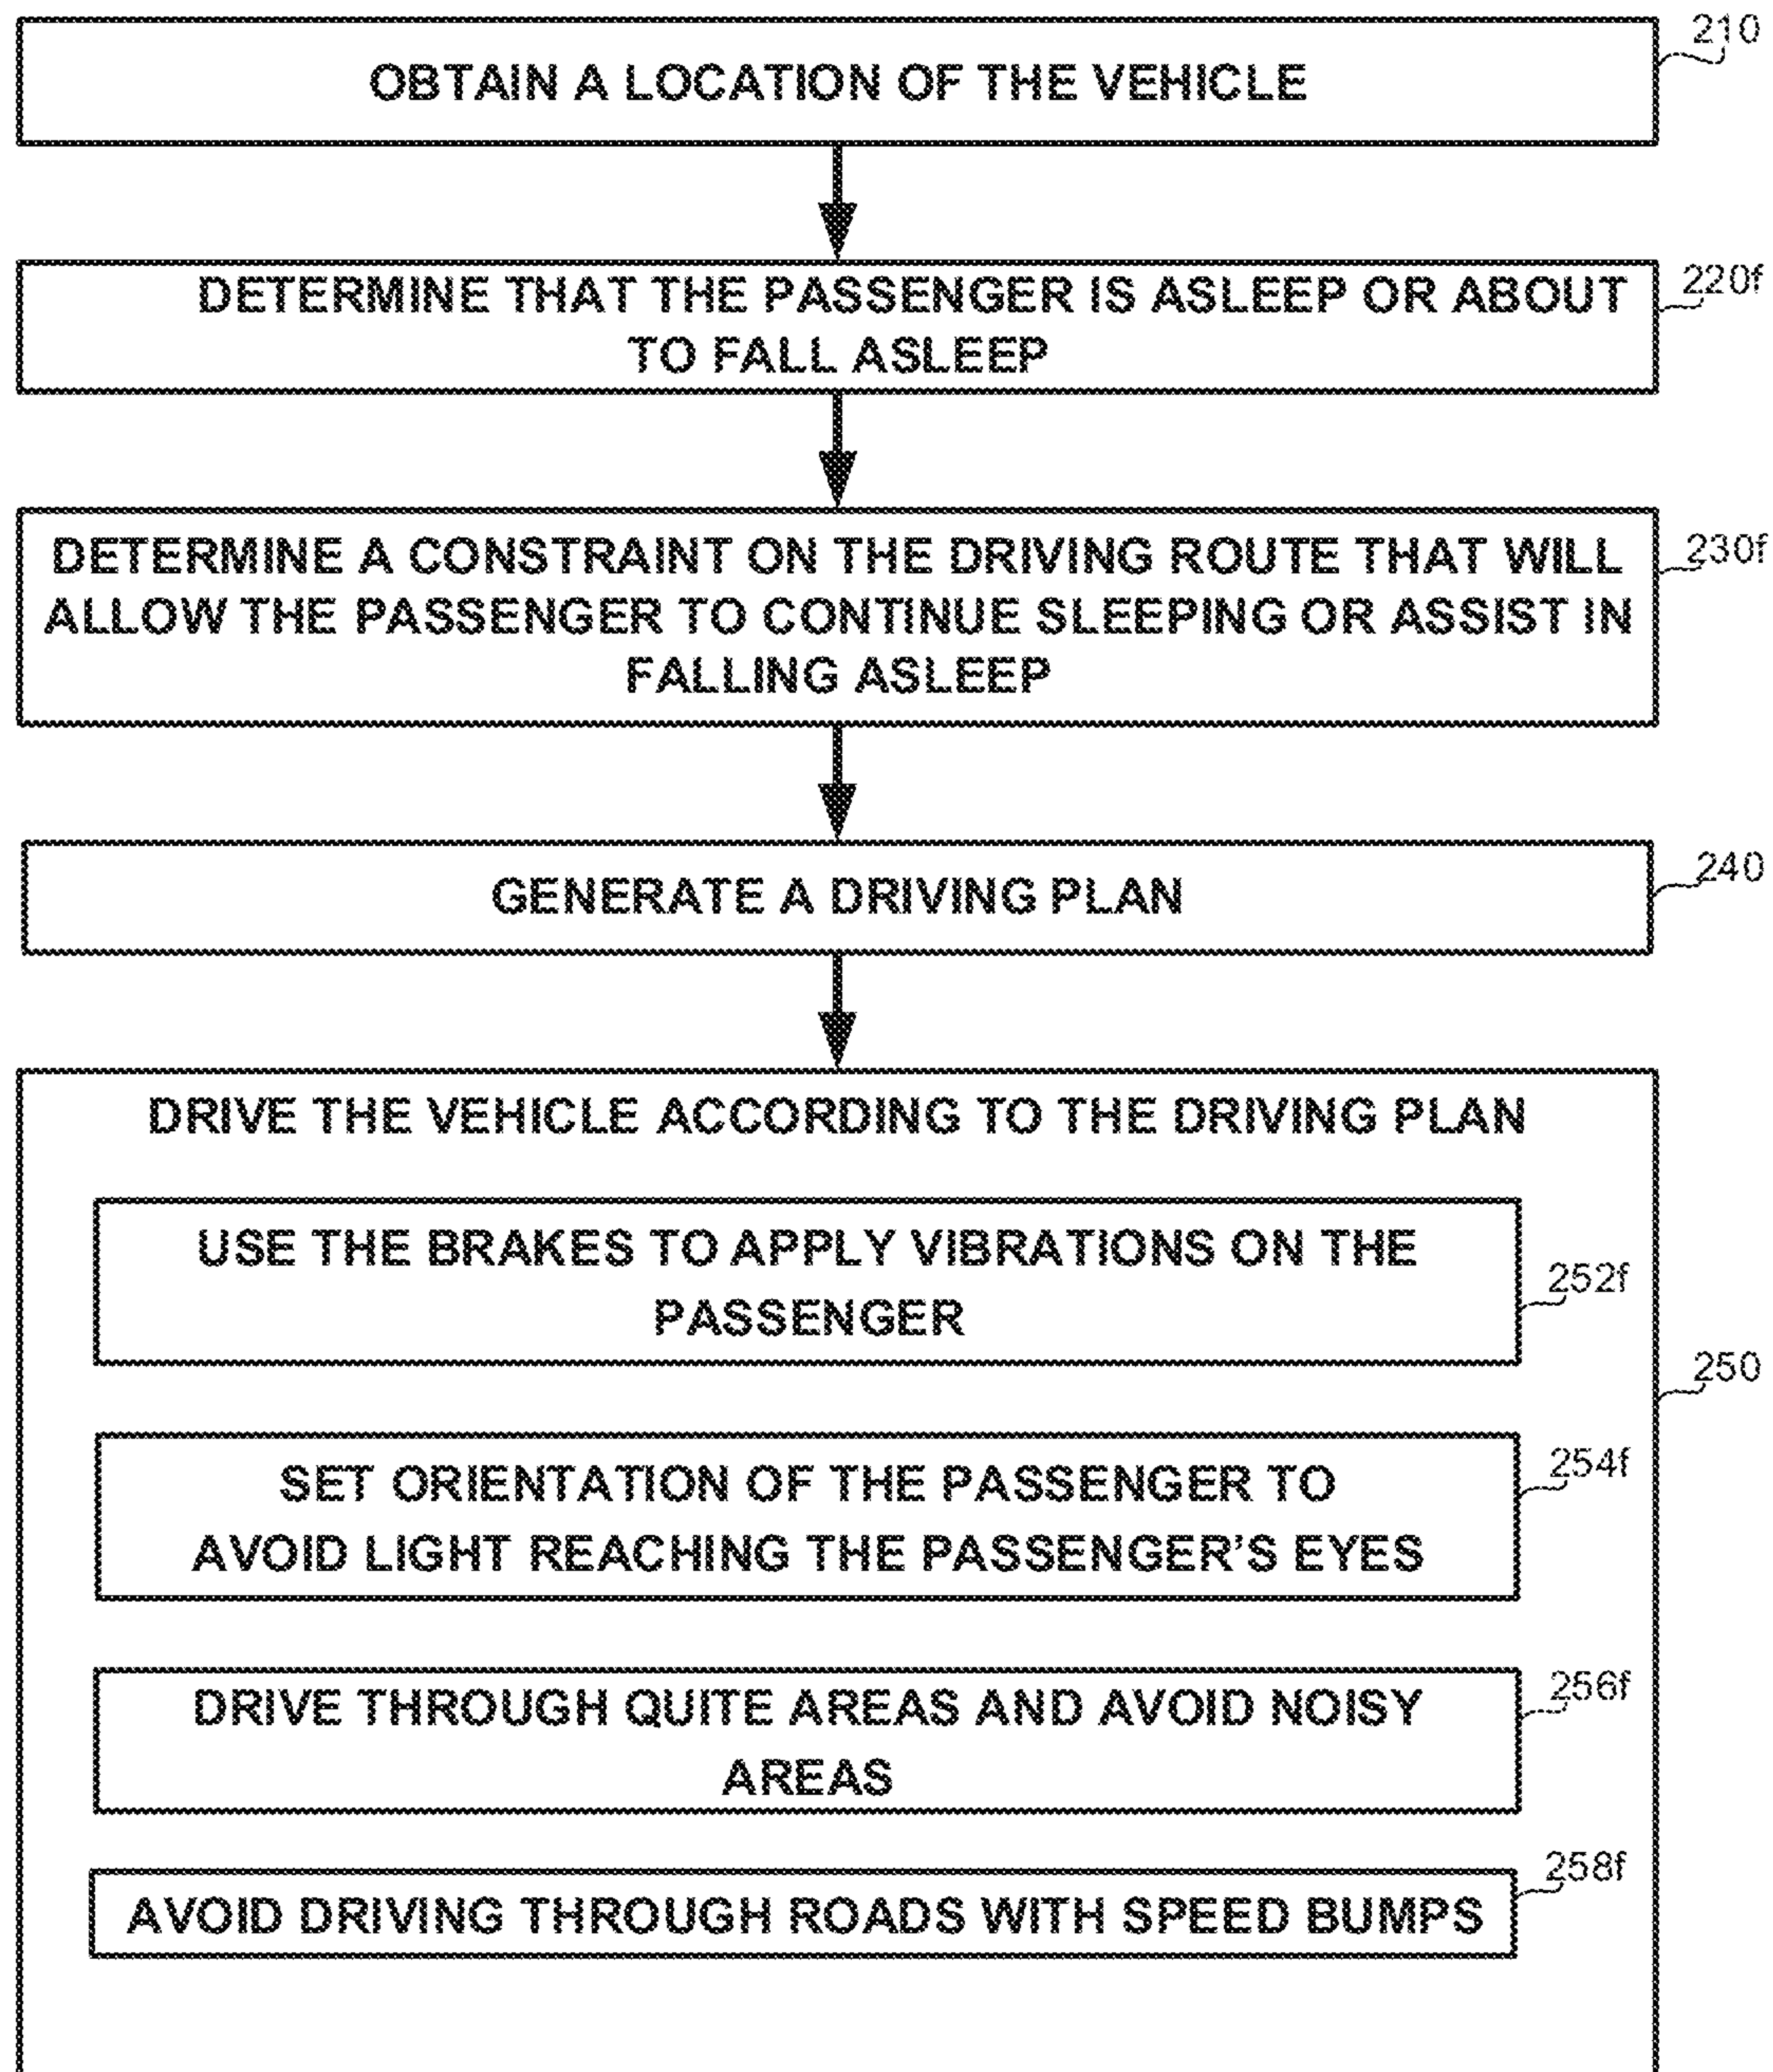 210
OBTAIN A LOCATION OF THE VEHICLE
220f
DETERMINE THAT THE PASSENGER IS ASLEEP OR ABOUT
TO FALL ASLEEP
230f
DETERMINE A CONSTRAINT ON THE DRIVING ROUTE THAT WILL
ALLOW THE PASSENGER TO CONTINUE SLEEPING OR ASSIST IN
FALLING ASLEEP
240
GENERATE A DRIVING PLAN
DRIVE THE VEHICLE ACCORDING TO THE DRIVING PLAN
USE THE BRAKES TO APPLY VIBRATIONS ON THE
PASSENGER
252f
250
SET ORIENTATION OF THE PASSENGER TO
AVOID LIGHT REACHING THE PASSENGER'S EYES
254f
DRIVE THROUGH QUITE AREAS AND AVOID NOISY
AREAS
256f
258f
AVOID DRIVING THROUGH ROADS WITH SPEED BUMPS